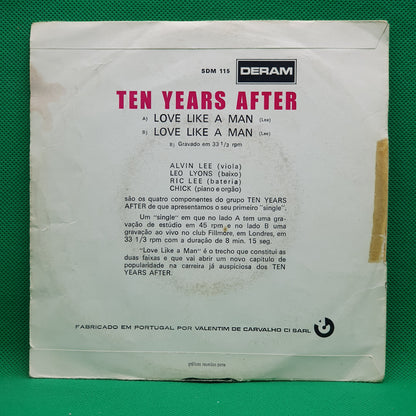 SDM 115 DERAM
TEN YEARS AFTER
A) LOVE LIKE A MAN (Lee)
B) LOVE LIKE A MAN (Lee)
B) Gravado em 33 1/3 rpm
ALVIN LEE (viola)
LEO LYONS (baixo)
RIC LEE (bateria)
CHICK (piano e orgão)
são os quatro componentes do grupo TEN YEARS
AFTER de que apresentamos o seu primeiro "single".
Um "single" em que no lado A tem uma gra-
vação de estúdio em 45 rpm e no lado B uma
gravação ao vivo no club Fillmore, em Londres, em
33 1/3 rpm com a duração de 8 min. 15 seg.
"Love Like a Man" é o trecho que constitui as
duas faixas e que vai abrir um novo capítulo de
popularidade na carreira já auspiciosa dos TEN
YEARS AFTER.
FABRICADO EM PORTUGAL POR VALENTIM DE CARVALHO CI SARL
gráficos reunidos porto